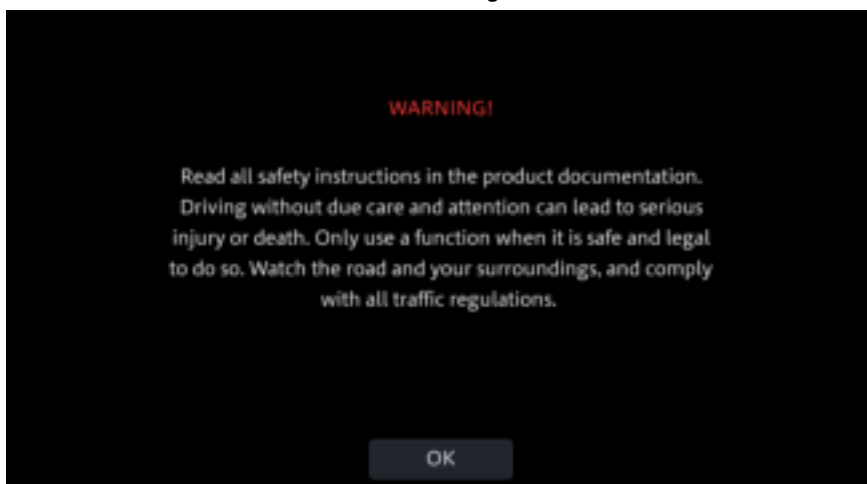 WARNING!
Read all safety instructions in the product documentation.
Driving without due care and attention can lead to serious
injury or death. Only use a function when it is safe and legal
to do so. Watch the road and your surroundings, and comply
with all traffic regulations.
OK